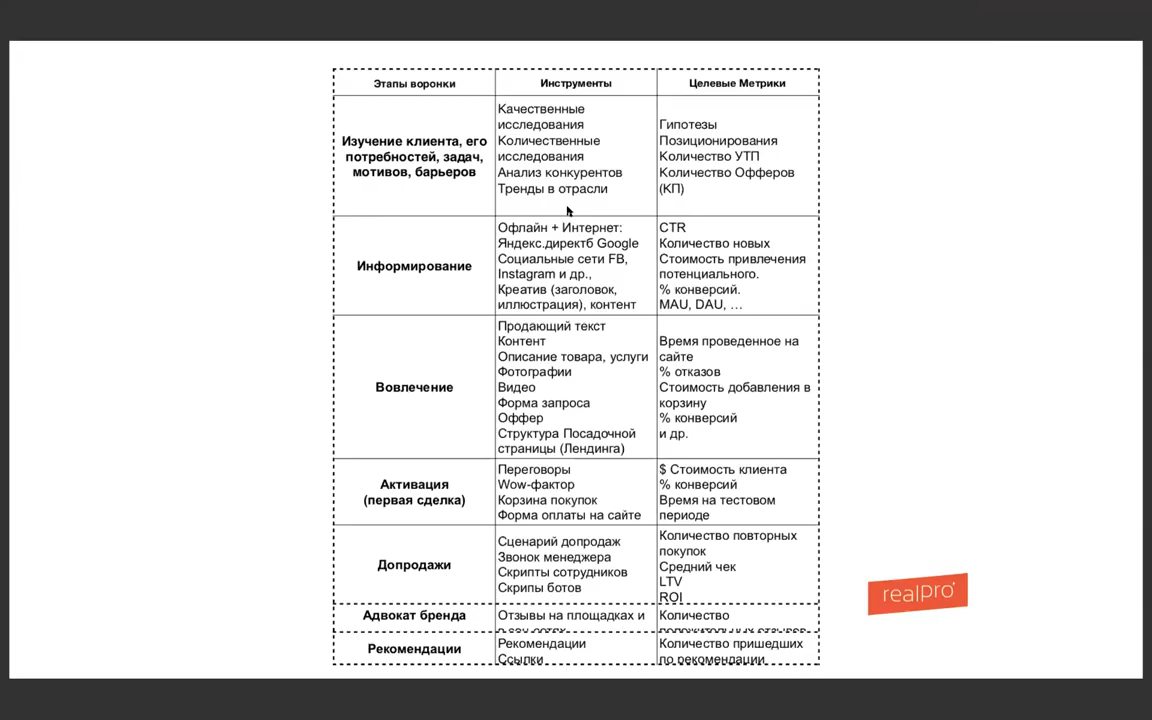 Этапы воронки
Инструменты
Целевые Метрики
Изучение клиента, его
потребностей, задач,
мотивов, барьеров
Качественные
исследования
Количественные
исследования
Анализ конкурентов
Тренды в отрасли
Гипотезы
Позиционирования
Количество УТП
Количество Офферов
(КП)
Информирование
Офлайн + Интернет:
Яндекс.директб Google
Социальные сети FB,
Instagram и др.,
Креатив (заголовок,
иллюстрация), контент
CTR
Количество новых
Стоимость привлечения
потенциального.
% конверсий.
MAU, DAU, …
Вовлечение
Продающий текст
Контент
Описание товара, услуги
Фотографии
Видео
Форма запроса
Оффер
Структура Посадочной
страницы (Лендинга)
Время проведенное на
сайте
% отказов
Стоимость добавления в
корзину
% конверсий
и др.
Активация
(первая сделка)
Переговоры
Wow-фактор
Корзина покупок
Форма оплаты на сайте
$ Стоимость клиента
% конверсий
Время на тестовом
периоде
Допродажи
Сценарий допродаж
Звонок менеджера
Скрипты сотрудников
Скрипы ботов
Количество повторных
покупок
Средний чек
LTV
ROI
Адвокат бренда
Отзывы на площадках и
Количество
Рекомендации
Рекомендации
Ссылки
Количество пришедших
по рекомендации
realpro